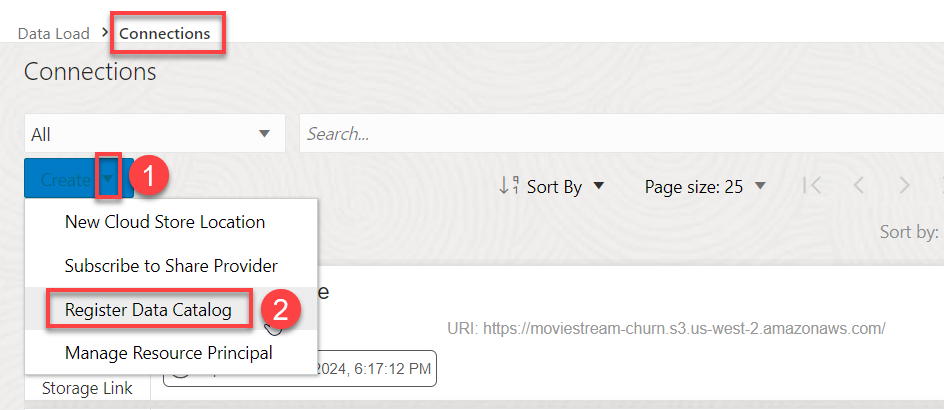 Data Load > Connections
Connections
All
Search...
Create
1
Sort By
Page size: 25
New Cloud Store Location
Sort by:
Subscribe to Share Provider
Register Data Catalog
2
URI: https://moviestream-churn.s3.us-west-2.amazonaws.com/
Manage Resource Principal
2024, 6:17:12 PM
Storage Link